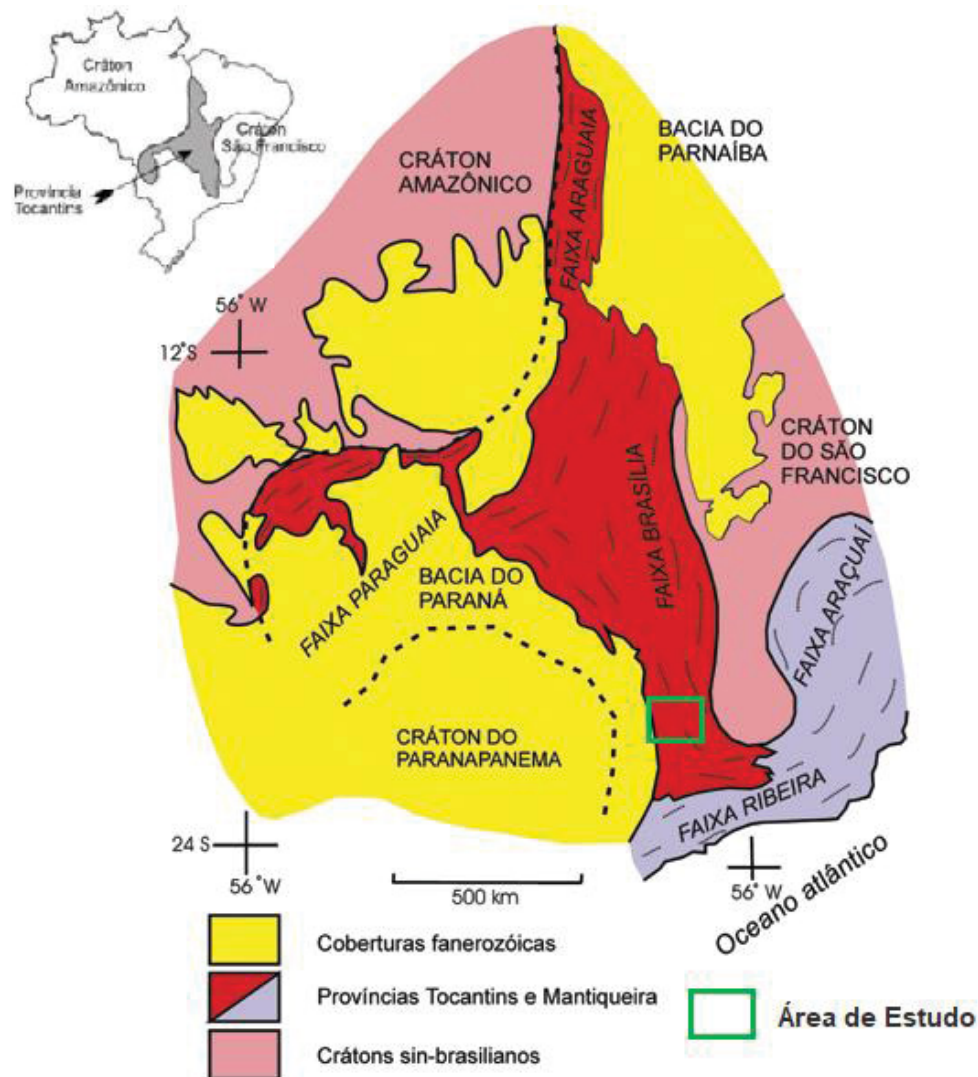 Cráton
Amazônico
Cráton
São Francisco
Província
Tocantins
CRÁTON
AMAZÔNICO
FAIXA ARAGUAIA
BACIA DO
PARNAÍBA
56° W
12°S
CRÁTON
DO SÃO
FRANCISCO
FAIXA BRASÍLIA
FAIXA PARAGUAIA
BACIA DO
PARANÁ
FAIXA ARAÇUAÍ
CRÁTON DO
PARANAPANEMA
FAIXA RIBEIRA
24 S
56°W
500 km
56°W
Oceano atlântico
Coberturas fanerozóicas
Províncias Tocantins e Mantiqueira
Área de Estudo
Crátons sin-brasilianos